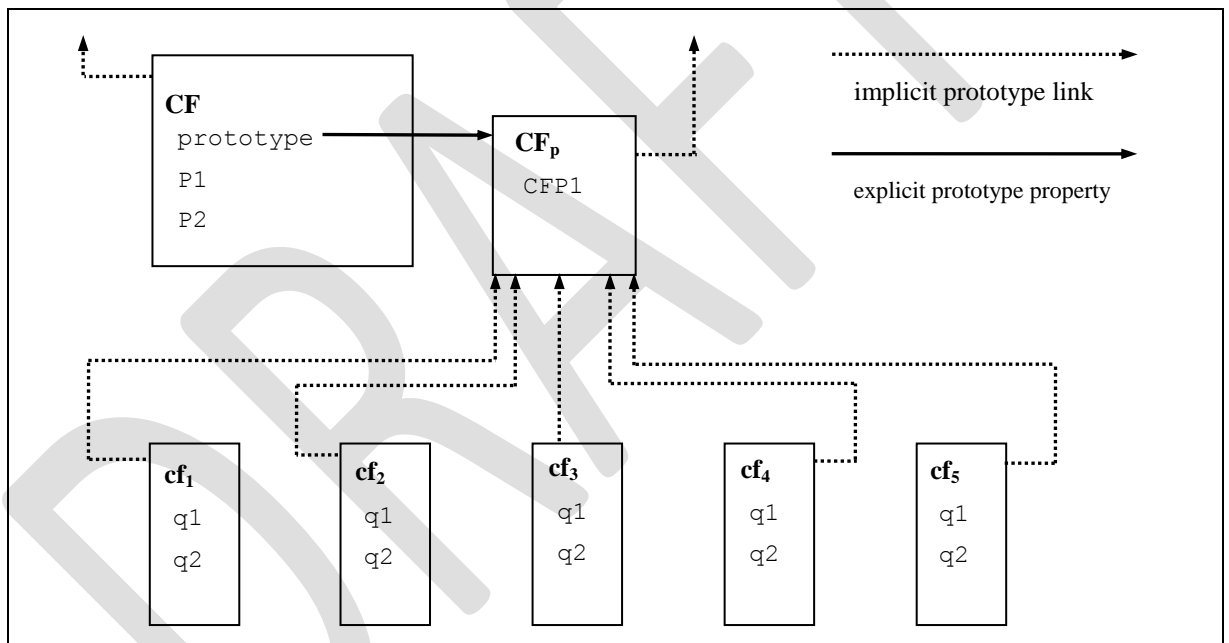 CF
prototype
P1
P2
CFp
CFP1
implicit prototype link
explicit prototype property
cf1
q1
q2
cf2
q1
q2
cf3
q1
q2
cf4
q1
q2
cf5
q1
q2
DRAFT